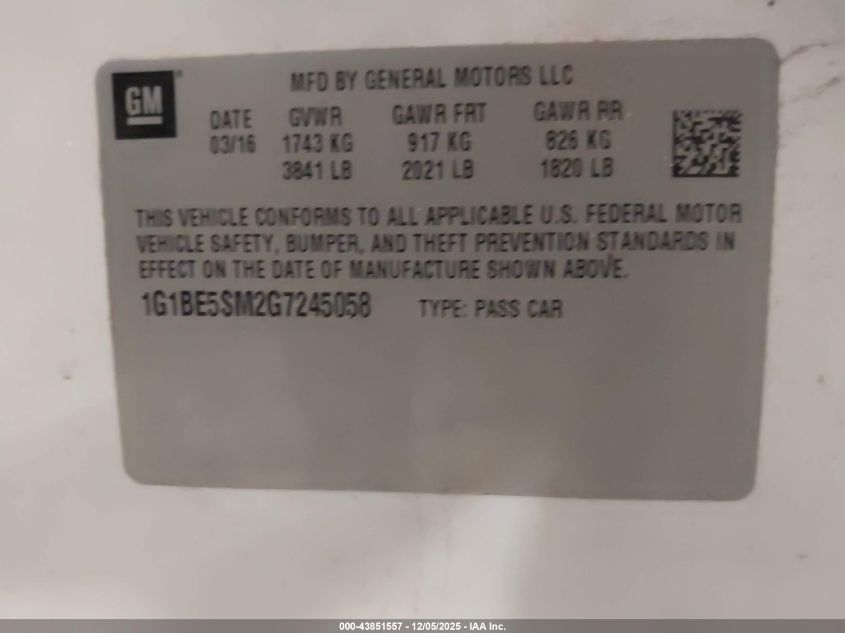 GM
MFD BY GENERAL MOTORS LLC
DATE GVWR GAWR FRT GAWR RR
03/16 1743 KG 917 KG 826 KG
3841 LB 2021 LB 1820 LB
THIS VEHICLE CONFORMS TO ALL APPLICABLE U.S. FEDERAL MOTOR
VEHICLE SAFETY, BUMPER, AND THEFT PREVENTION STANDARDS IN
EFFECT ON THE DATE OF MANUFACTURE SHOWN ABOVE.
1G1BE5SM2G7245058 TYPE: PASS CAR
000-43851557 - 12/05/2025 - IAA Inc.